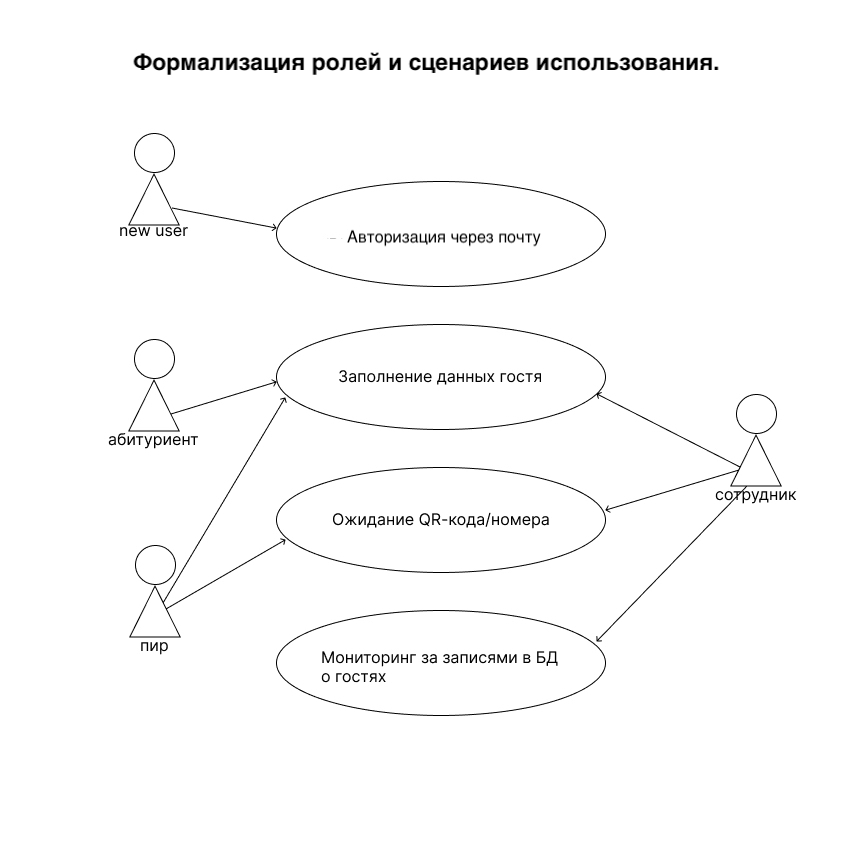 Формализация ролей и сценариев использования.
new user
Авторизация через почту
абитуриент
Заполнение данных гостя
сотрудник
Ожидание QR-кода/номера
пир
Мониторинг за записями в БД
о гостях